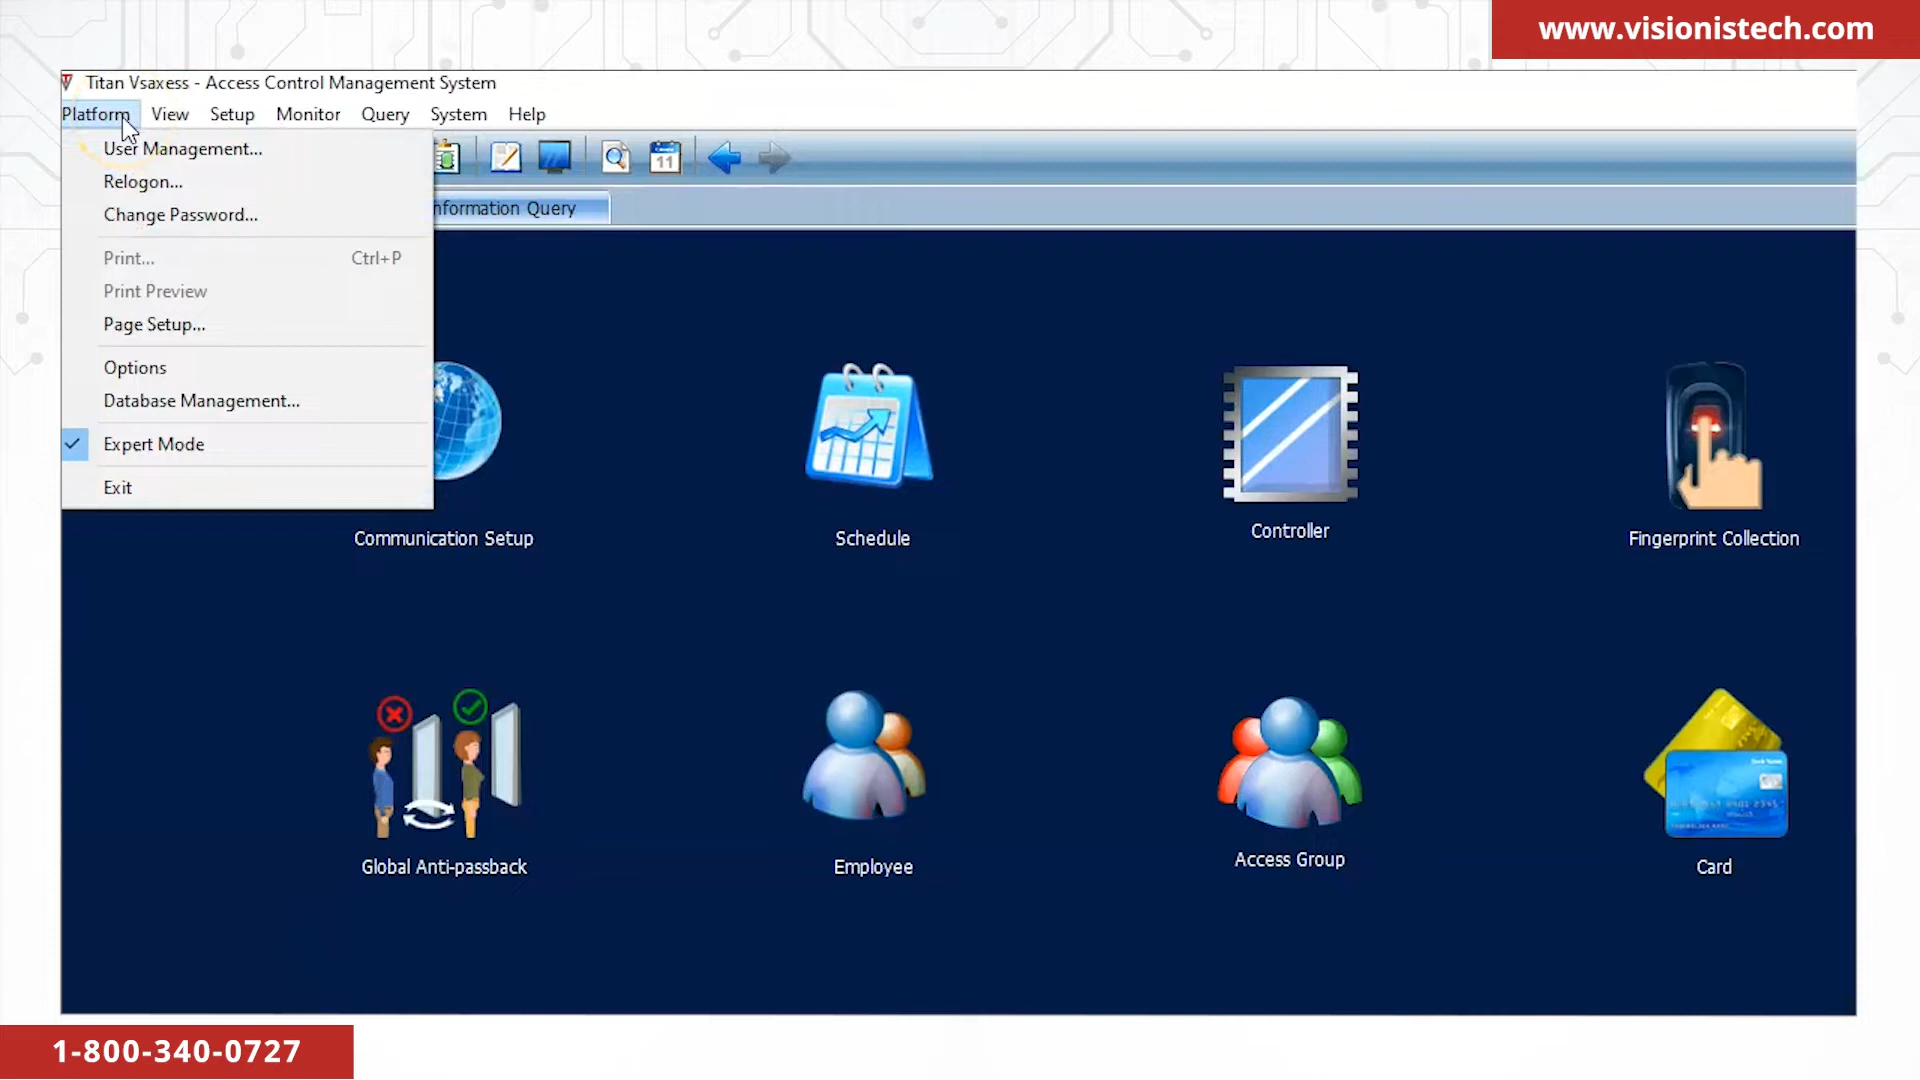 www.visionistech.com
Titan Vsaxess - Access Control Management System
Platform View Setup Monitor Query System Help
User Management...
Relogon...
Change Password...
Print... Ctrl+P
Print Preview
Page Setup...
Options
Database Management...
Expert Mode
Exit
11
nformation Query
Communication Setup
Schedule
Controller
Fingerprint Collection
Global Anti-passback
Employee
Access Group
Card
1-800-340-0727